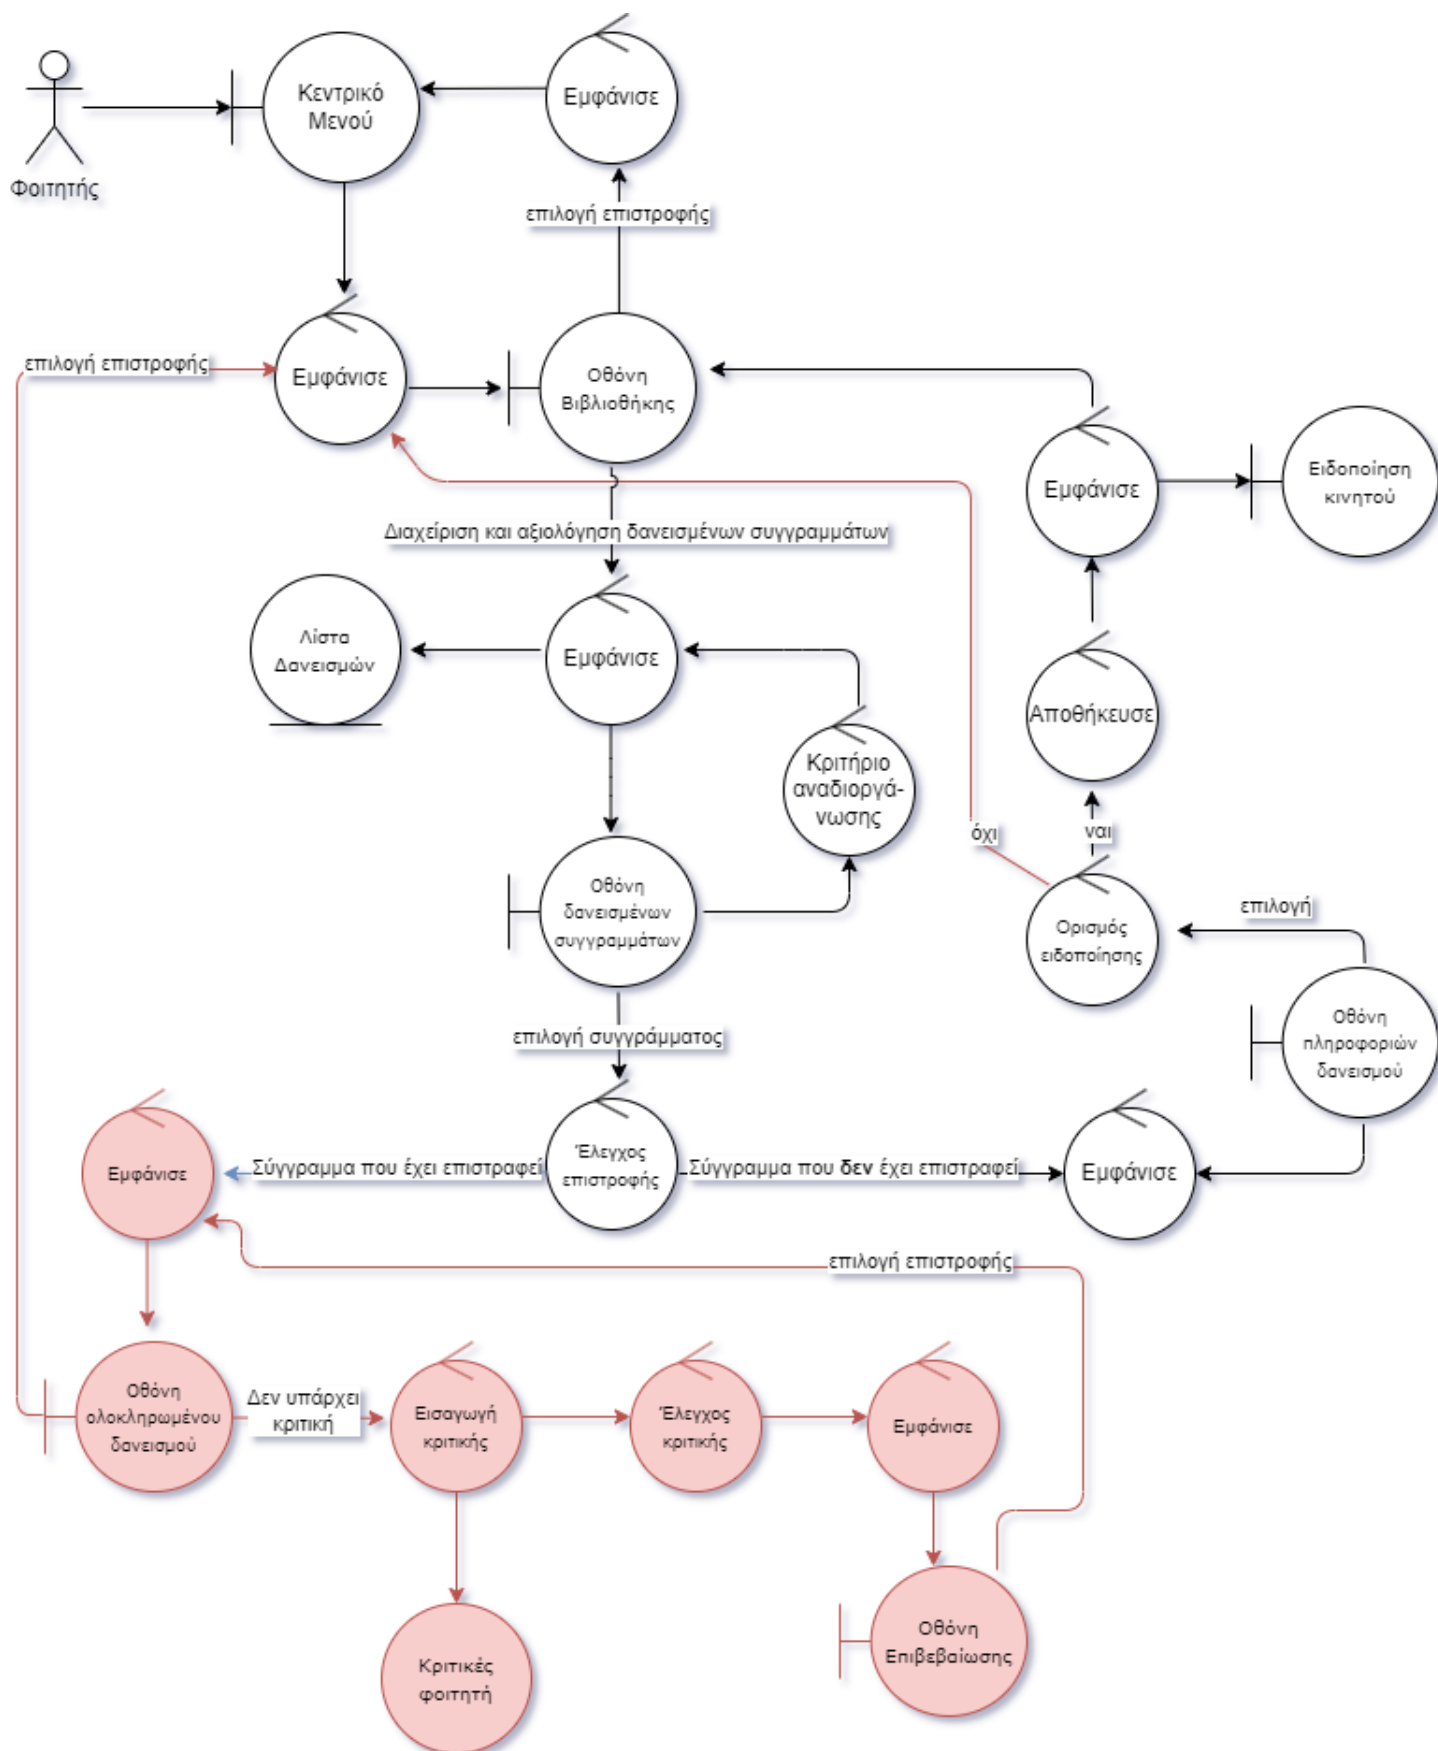 Κεντρικό
Μενού
Εμφάνισε
Φοιτητής
επιλογή επιστροφής
επιλογή επιστροφής
Εμφάνισε
Οθόνη
Βιβλιοθήκης
Εμφάνισε
Ειδοποίηση
κινητού
Διαχείριση και αξιολόγηση δανεισμένων συγγραμμάτων
Λίστα
Δανεισμών
Εμφάνισε
Αποθήκευσε
Κριτήριο
αναδιοργά-
νωσης
όχι
ναι
Οθόνη
δανεισμένων
συγγραμμάτων
Ορισμός
ειδοποίησης
επιλογή
Οθόνη
πληροφοριών
δανεισμού
επιλογή συγγράμματος
Εμφάνισε
Σύγγραμμα που έχει επιστραφεί
Έλεγχος
επιστροφής
Σύγγραμμα που δεν έχει επιστραφεί
Εμφάνισε
επιλογή επιστροφής
Οθόνη
ολοκληρωμένου
δανεισμού
Δεν υπάρχει
κριτική
Εισαγωγή
κριτικής
Έλεγχος
κριτικής
Εμφάνισε
Κριτικές
φοιτητή
Οθόνη
Επιβεβαίωσης